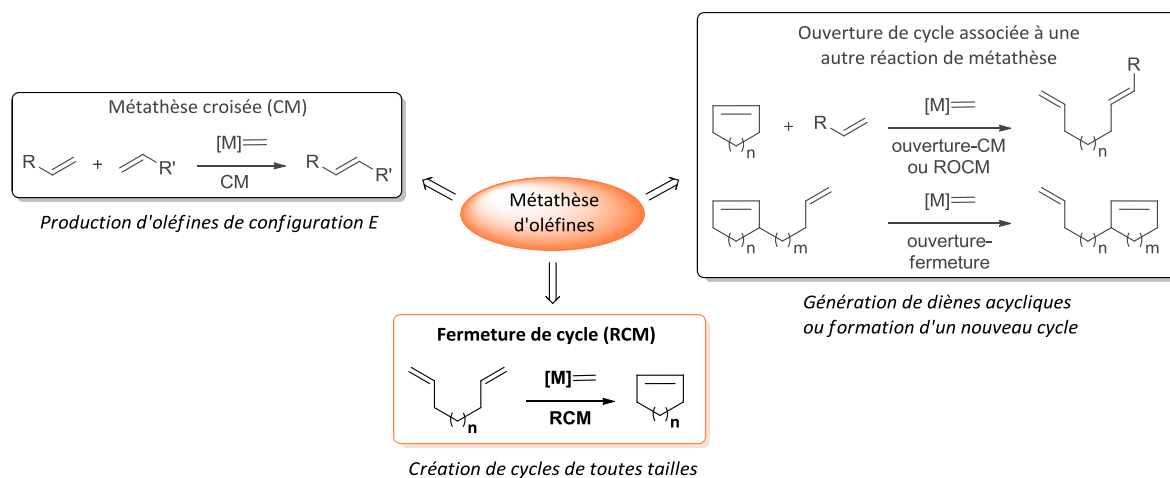 Métathèse croisée (CM)
[M]
R
+
R'
CM
R
R'
Production d'oléfines de configuration E
Métathèse
d'oléfines
Ouverture de cycle associée à une
autre réaction de métathèse
( )n
+
R
[M]
ouverture-CM
ou ROCM
R
( )n
( )n
( )m
[M]
ouverture-
fermeture
( )n
( )m
Génération de diènes acycliques
ou formation d'un nouveau cycle
Fermeture de cycle (RCM)
( )n
[M]
RCM
( )n
Création de cycles de toutes tailles